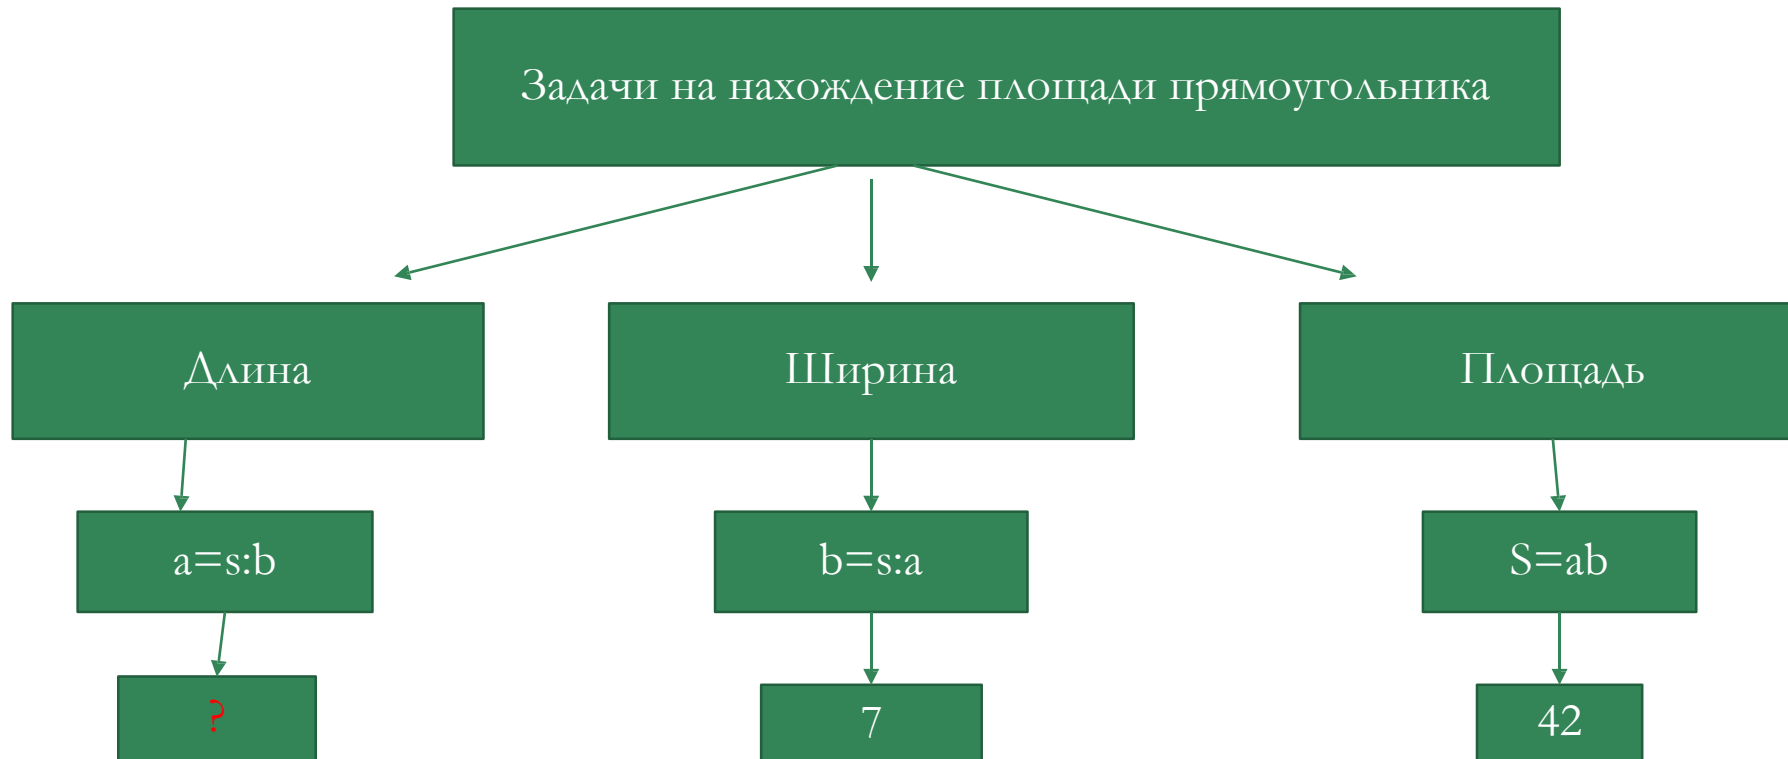 Задачи на нахождение площади прямоугольника
Длина
Ширина
Площадь
a=s:b
b=s:a
S=ab
?
7
42